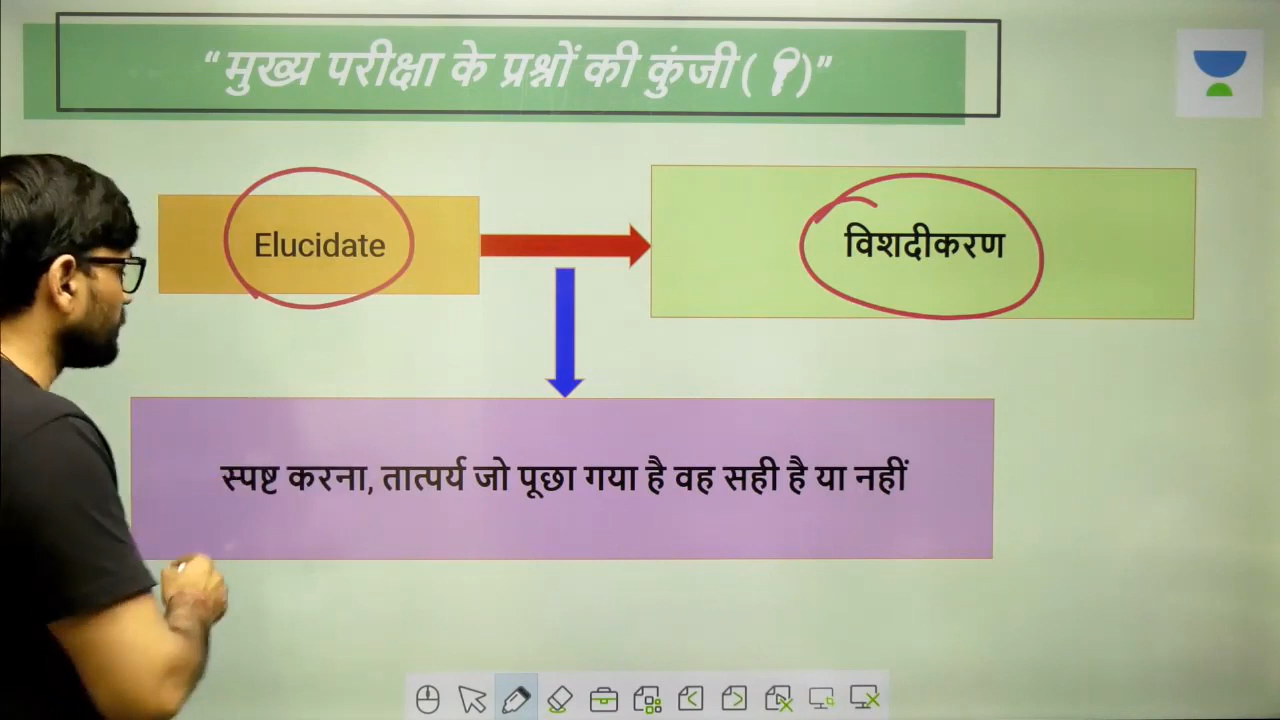 “मुख्य परीक्षा के प्रश्नों की कुंजी ( )”
Elucidate
विशदीकरण
स्पष्ट करना, तात्पर्य जो पूछा गया है वह सही है या नहीं